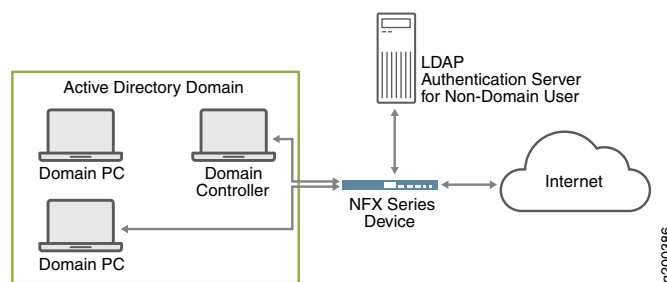 Active Directory Domain
Domain PC
Domain
Controller
Domain PC
LDAP
Authentication Server
for Non-Domain User
NFX Series
Device
Internet
g200386